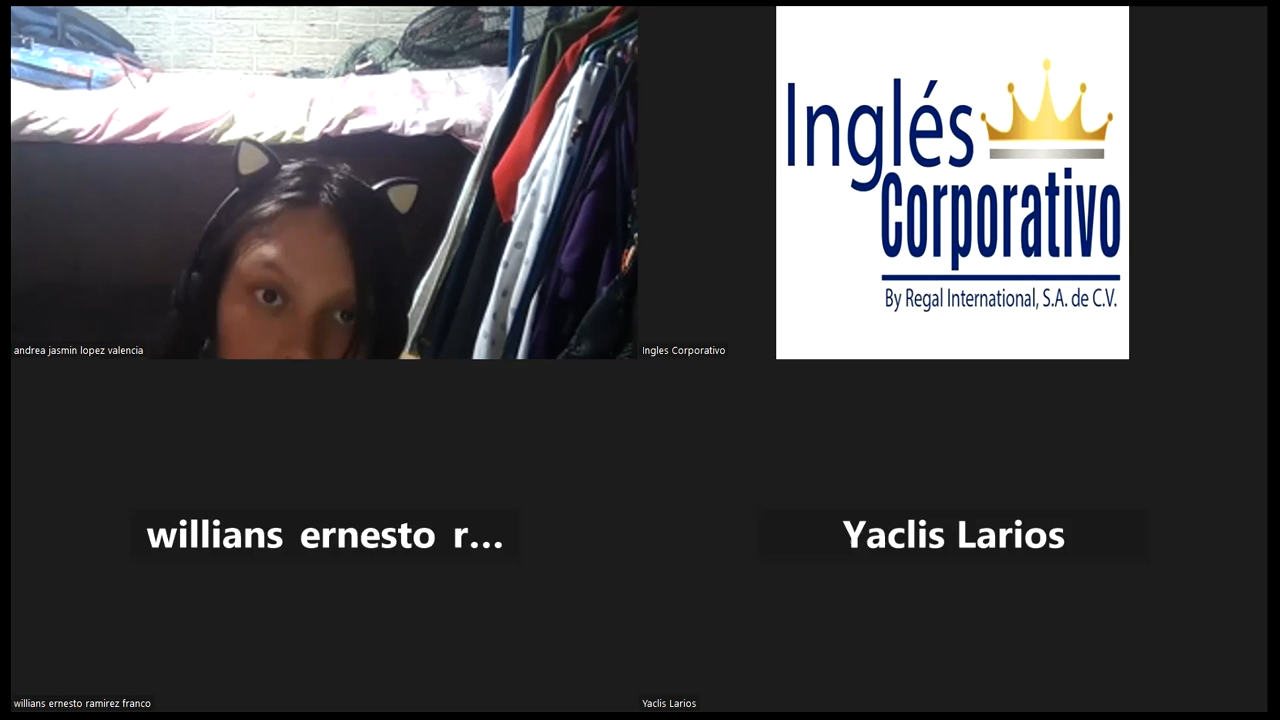 Inglés
Corporativo
By Regal International, S.A. de C.V.
andrea jasmin lopez valencia
Ingles Corporativo
willians ernesto r...
Yaclis Larios
willians ernesto ramirez franco
Yaclis Larios